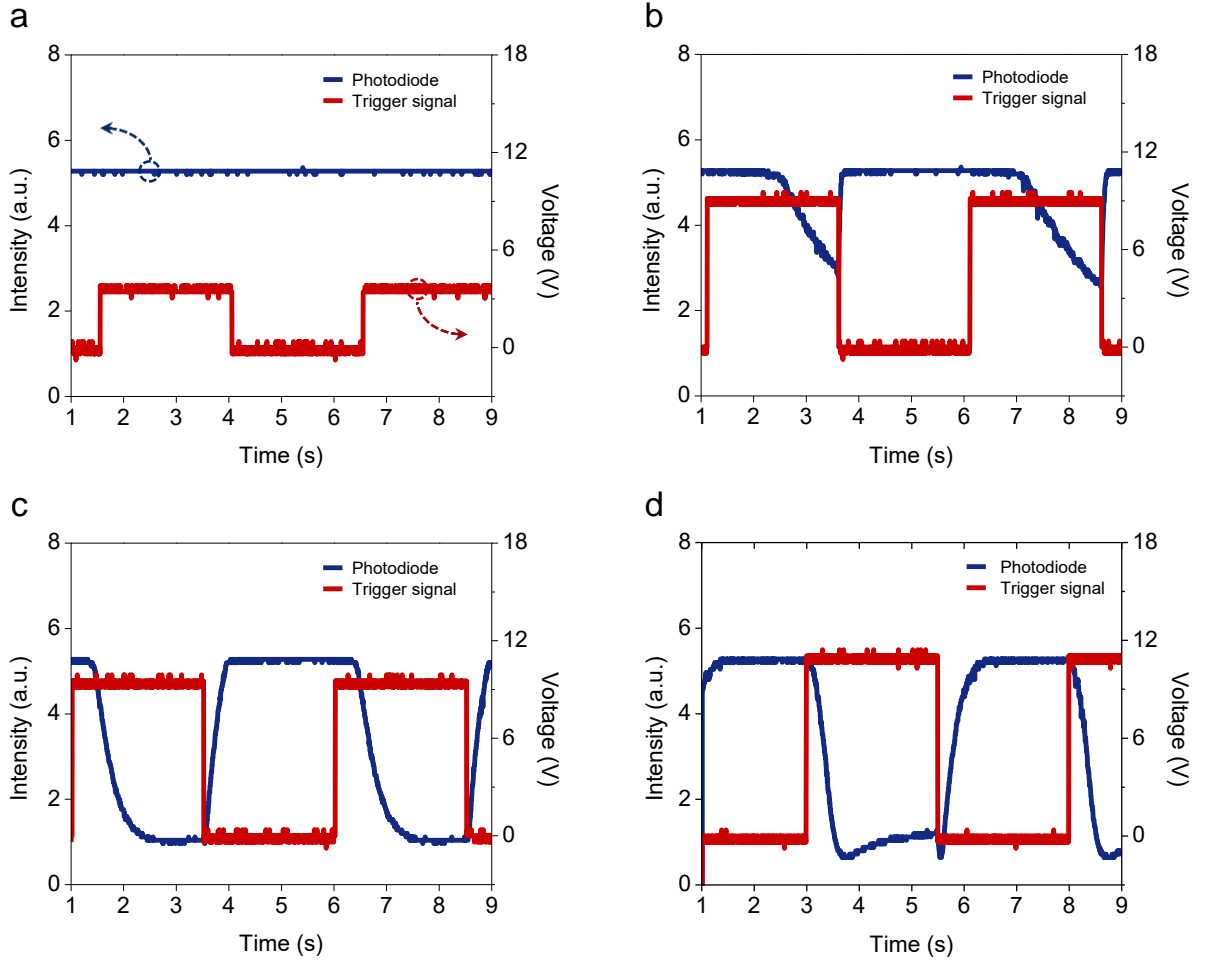 a
8
6
4
2
0
Intensity (a.u.)
18
12
6
0
Voltage (V)
Photodiode
Trigger signal
1 2 3 4 5 6 7 8 9
Time (s)
b
8
6
4
2
0
Intensity (a.u.)
18
12
6
0
Voltage (V)
Photodiode
Trigger signal
1 2 3 4 5 6 7 8 9
Time (s)
c
8
6
4
2
0
Intensity (a.u.)
18
12
6
0
Voltage (V)
Photodiode
Trigger signal
1 2 3 4 5 6 7 8 9
Time (s)
d
8
6
4
2
0
Intensity (a.u.)
18
12
6
0
Voltage (V)
Photodiode
Trigger signal
1 2 3 4 5 6 7 8 9
Time (s)